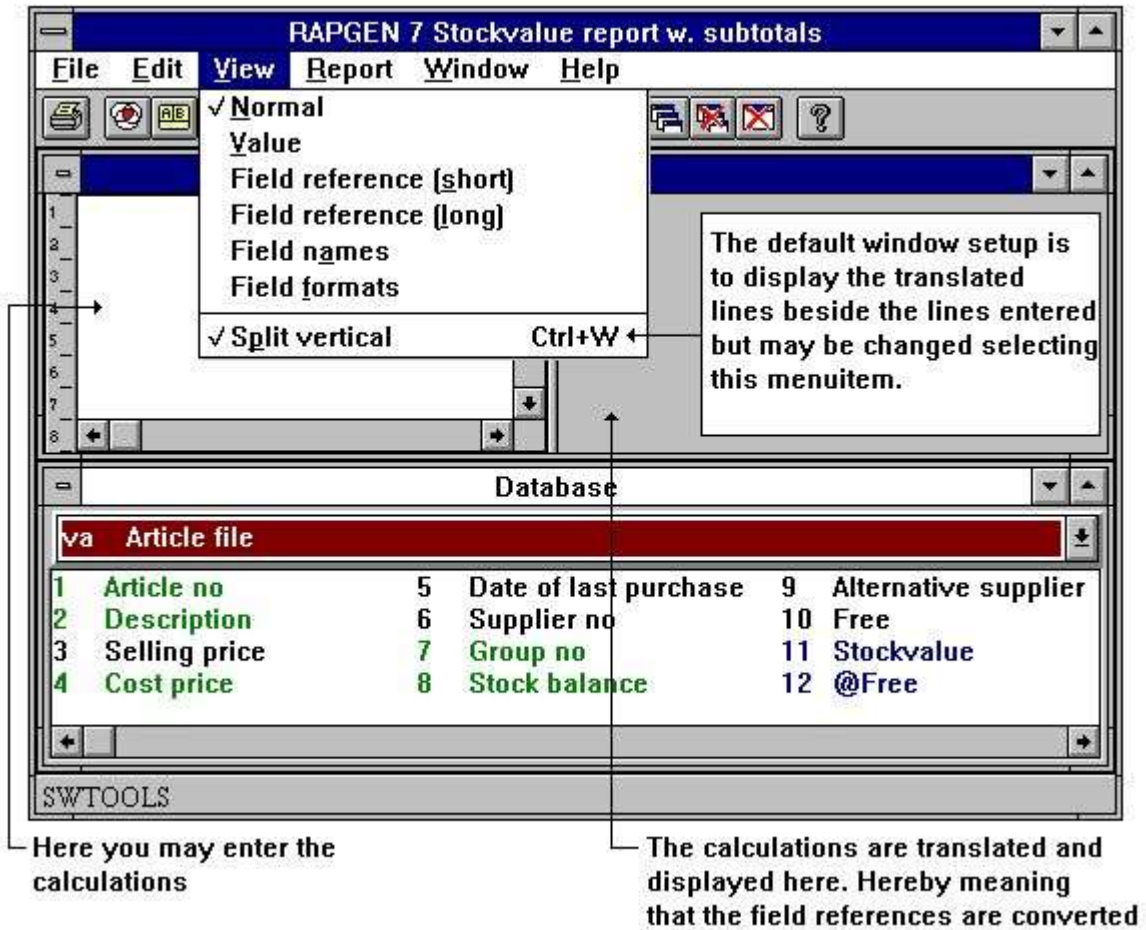 RAPGEN 7 Stockvalue report w. subtotals
File Edit View Report Window Help
A B
√ Normal
Value
Field reference (short)
Field reference (long)
Field names
Field formats
√ Split vertical Ctrl+W
1
2
3
4
5
6
7
8
The default window setup is
to display the translated
lines beside the lines entered
but may be changed selecting
this menuitem.
Database
va Article file
1 Article no 5 Date of last purchase 9 Alternative supplier
2 Description 6 Supplier no 10 Free
3 Selling price 7 Group no 11 Stockvalue
4 Cost price 8 Stock balance 12 @Free
SWTOOLS
Here you may enter the
calculations
The calculations are translated and
displayed here. Hereby meaning
that the field references are converted